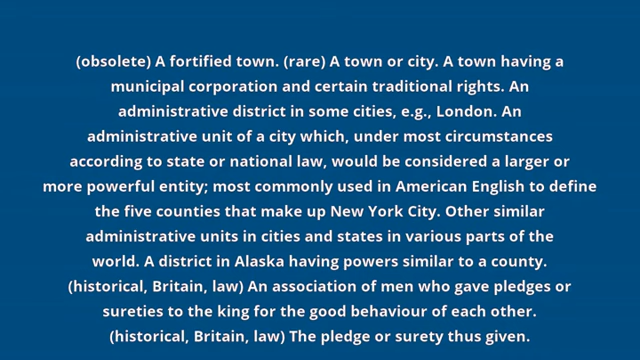 (obsolete) A fortified town. (rare) A town or city. A town having a
municipal corporation and certain traditional rights. An
administrative district in some cities, e.g., London. An
administrative unit of a city which, under most circumstances
according to state or national law, would be considered a larger or
more powerful entity; most commonly used in American English to define
the five counties that make up New York City. Other similar
administrative units in cities and states in various parts of the
world. A district in Alaska having powers similar to a county.
(historical, Britain, law) An association of men who gave pledges or
sureties to the king for the good behaviour of each other.
(historical, Britain, law) The pledge or surety thus given.